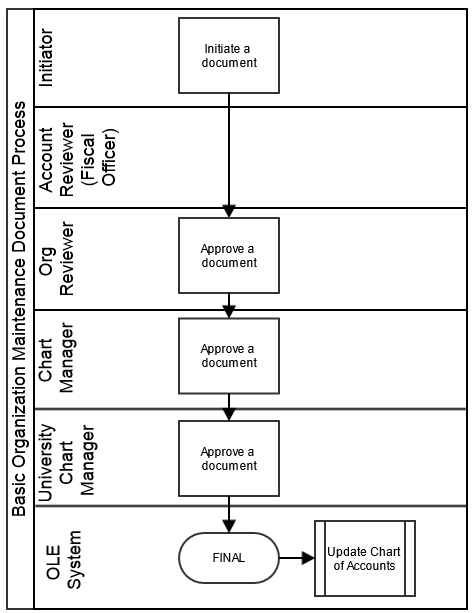 Basic Organization Maintenance Document Process
Initiator
Initiate a
document
Account
Reviewer
(Fiscal
Officer)
Org
Reviewer
Approve a
document
Chart
Manager
Approve a
document
University
Chart
Manager
Approve a
document
OLE
System
FINAL
Update Chart
of Accounts